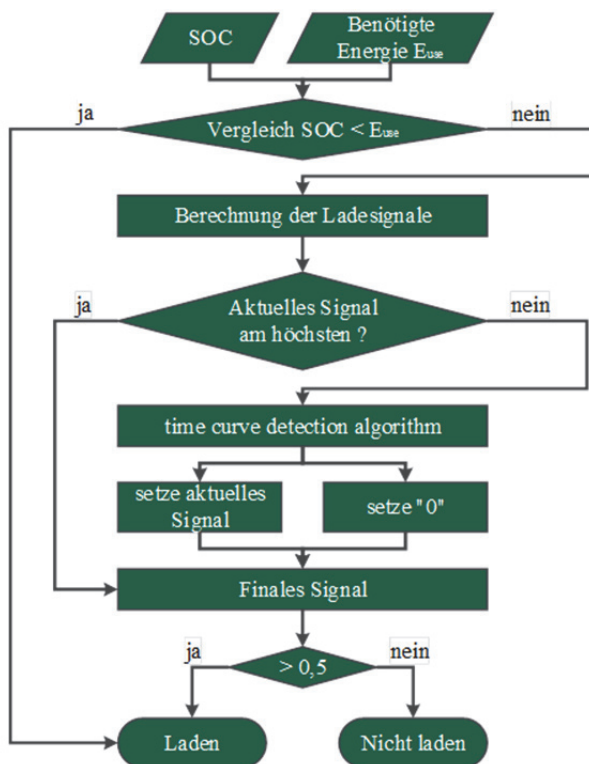 SOC
Benötigte
Energie Euse
ja
Vergleich SOC < Euse
nein
Berechnung der Ladesignale
ja
Aktuelles Signal
am höchsten ?
nein
time curve detection algorithm
setze aktuelles
Signal
setze "0"
Finales Signal
ja
> 0,5
nein
Laden
Nicht laden